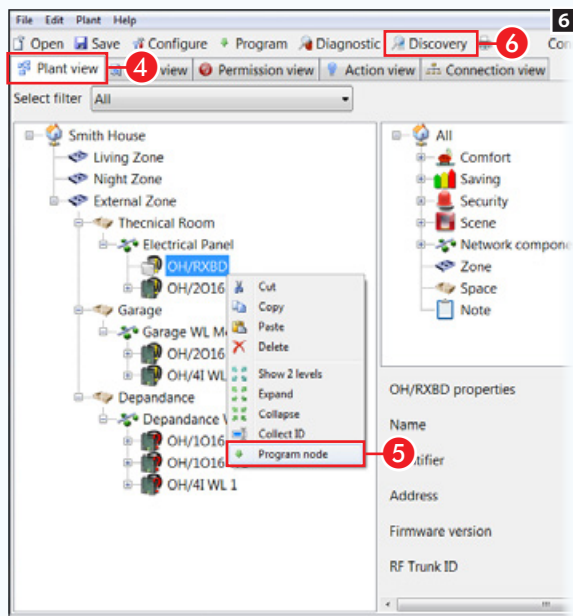 File Edit Plant Help
6
Open Save Configure Program Diagnostic Discovery 6 Con
Plant view 4 view Permission view Action view Connection view
Select filter All
Smith House
Living Zone
Night Zone
External Zone
Thecnical Room
Electrical Panel
OH/RXBD
OH/2O16
Garage
Garage WL M
OH/2O16
OH/4I WL
Depandance
Depandance
OH/1O16
OH/1O16
OH/4I WL 1
Cut
Copy
Paste
Delete
Show 2 levels
Expand
Collapse
Collect ID
Program node
5
All
Comfort
Saving
Security
Scene
Network compone
Zone
Space
Note
OH/RXBD properties
Name
tifier
Address
Firmware version
RF Trunk ID